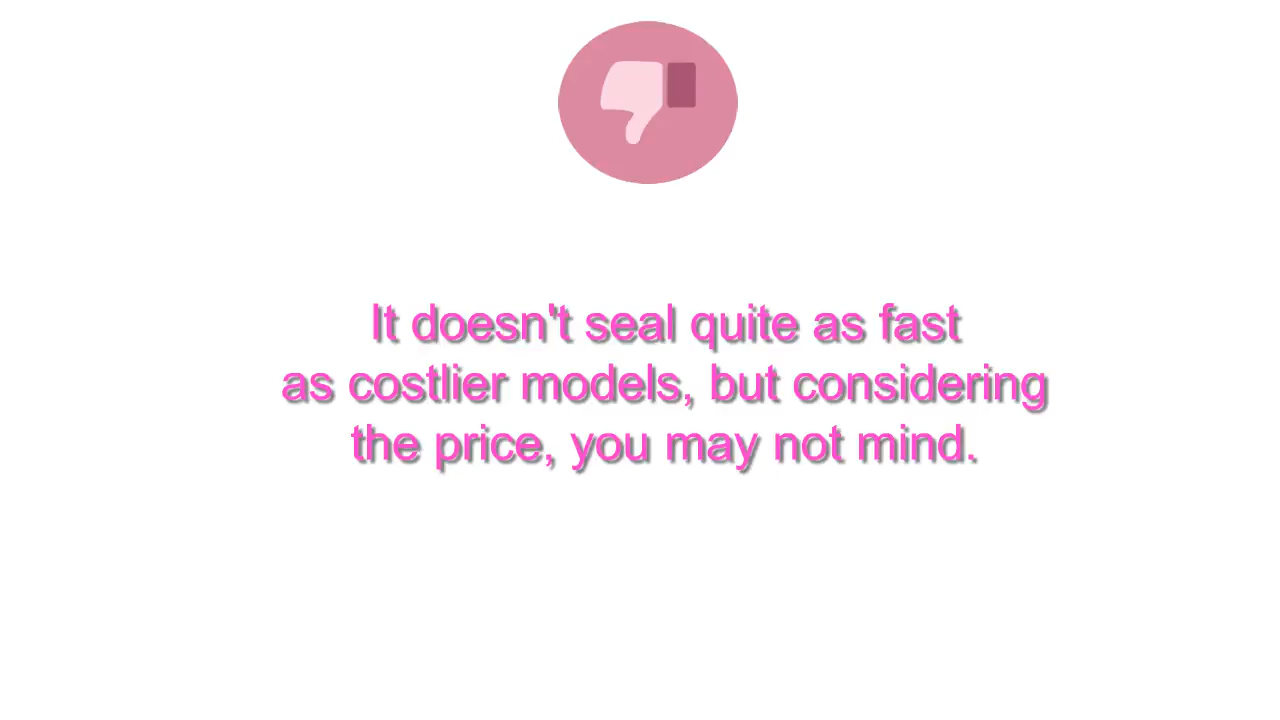 It doesn't seal quite as fast
as costlier models, but considering
the price, you may not mind.